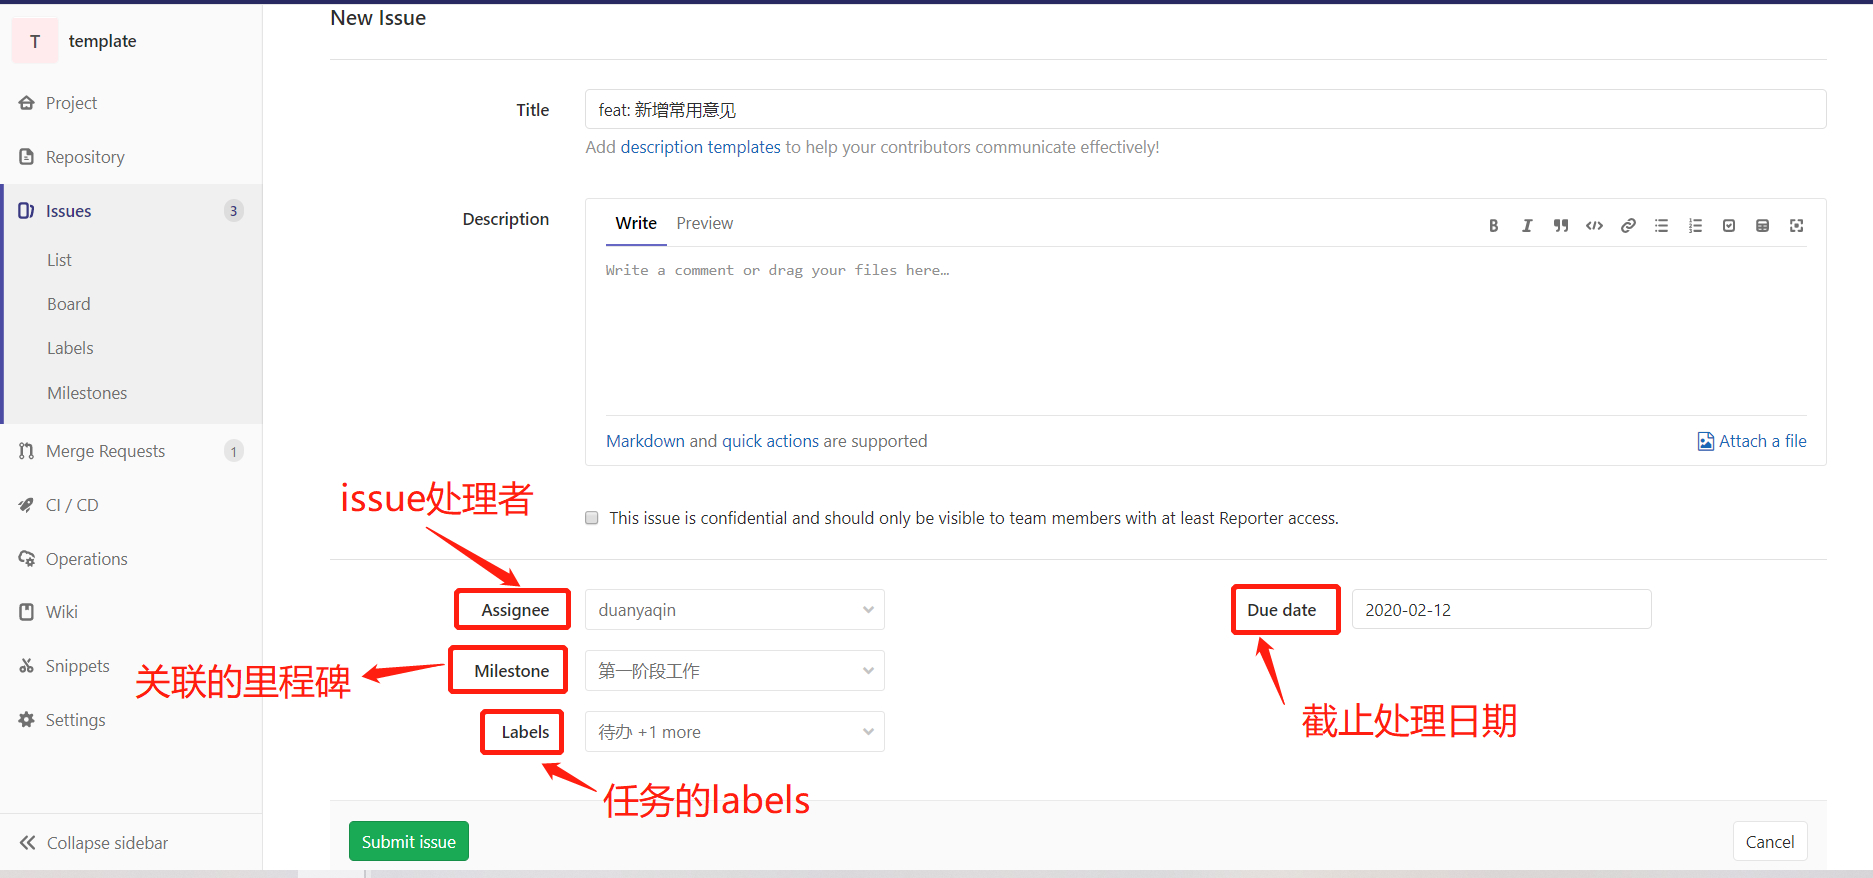 T template
Project
Repository
Issues 3
List
Board
Labels
Milestones
Merge Requests 1
CI / CD
Operations
Wiki
Snippets
Settings
Collapse sidebar
New Issue
Title feat: 新增常用意见
Add description templates to help your contributors communicate effectively!
Description Write Preview
Write a comment or drag your files here…
Markdown and quick actions are supported Attach a file
issue处理者
This issue is confidential and should only be visible to team members with at least Reporter access.
Assignee duanyaqin Due date 2020-02-12
Milestone 第一阶段工作
关联的里程碑
Labels 待办 +1 more
截止处理日期
任务的labels
Submit issue Cancel